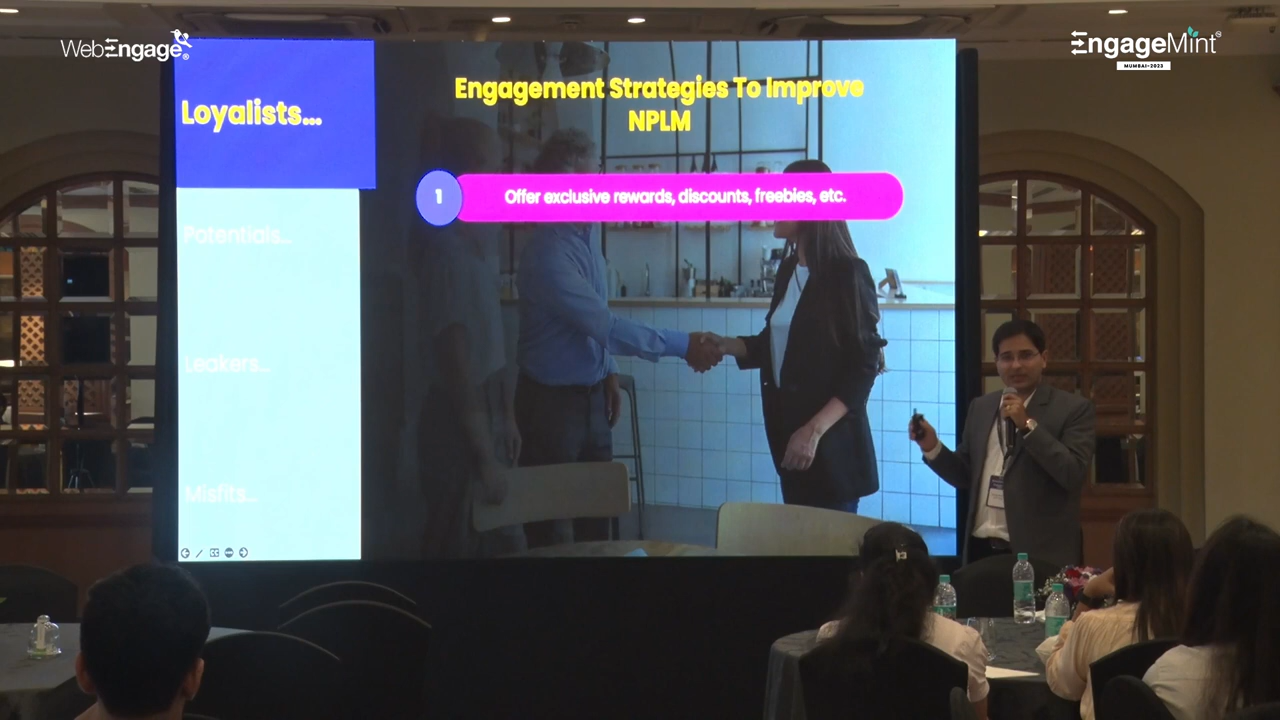 WebEngage
EngageMint
MUMBAI-2023
Loyalists...
Potentials...
Leakers...
Misfits...
Engagement Strategies To Improve
NPLM
1
Offer exclusive rewards, discounts, freebies, etc.